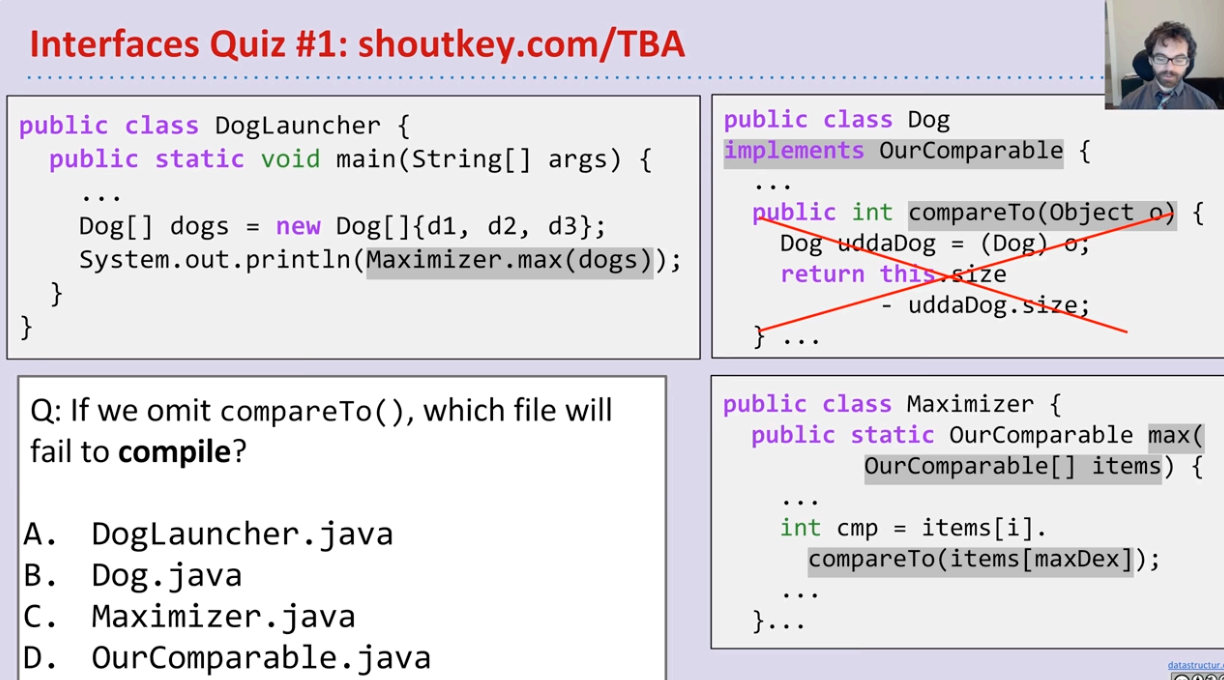 Interfaces Quiz #1: shoutkey.com/TBA
public class DogLauncher {
public static void main(String[] args) {
...
Dog[] dogs = new Dog[]{d1, d2, d3};
System.out.println(Maximizer.max(dogs));
}
}
public class Dog
implements OurComparable {
...
public int compareTo(Object o) {
Dog uddaDog = (Dog) o;
return this.size
- uddaDog.size;
} ...
Q: If we omit compareTo(), which file will
fail to compile?
A. DogLauncher.java
B. Dog.java
C. Maximizer.java
D. OurComparable.java
public class Maximizer {
public static OurComparable max(
OurComparable[] items) {
...
int cmp = items[i].
compareTo(items[maxDex]);
...
}...
datastructur.